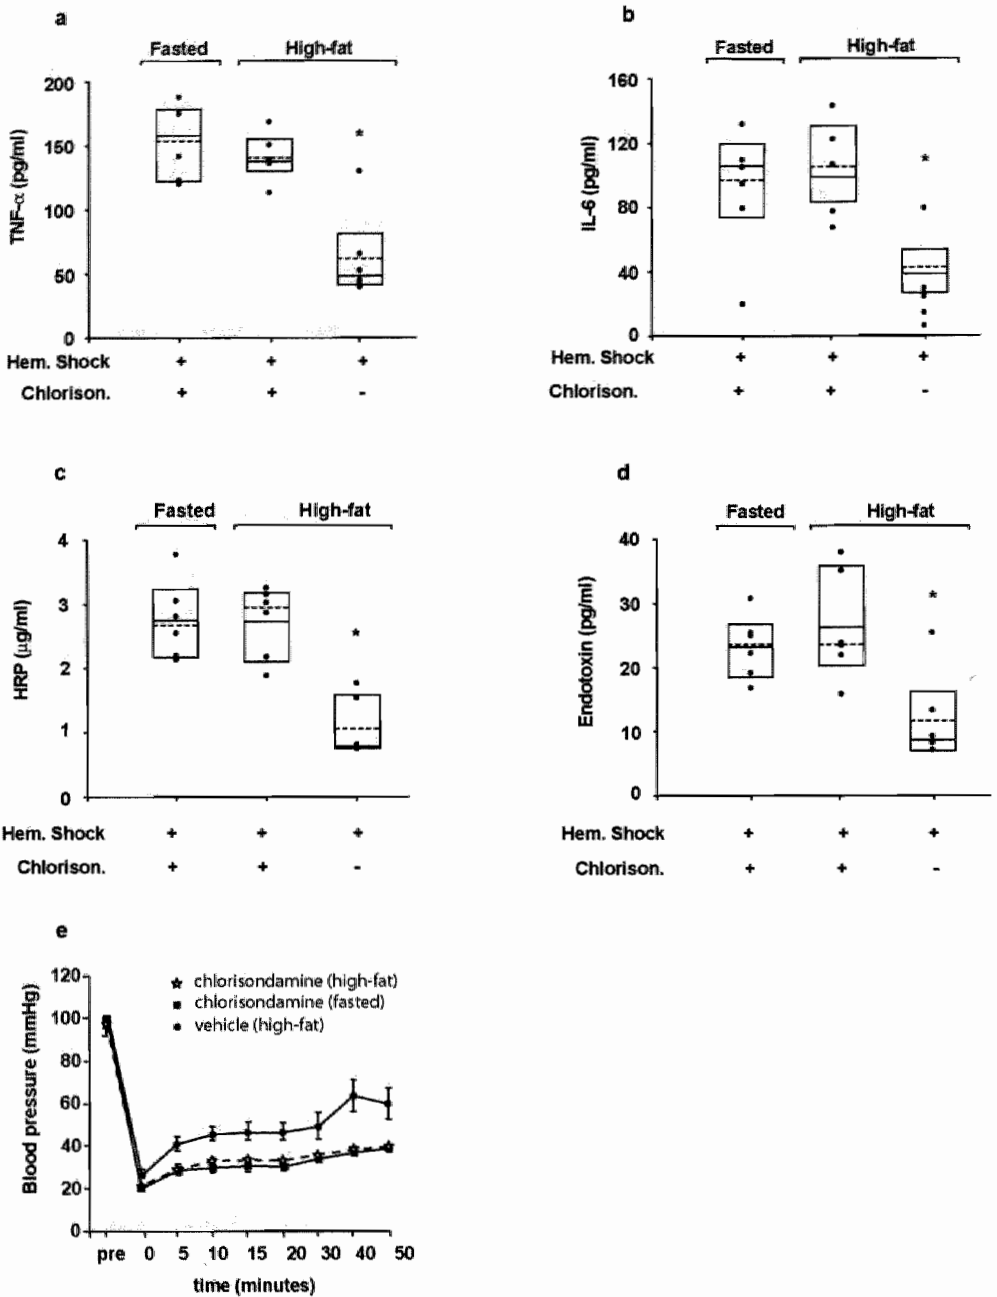 a
Fasted High-fat
200
150
100
50
0
TNF-α (pg/ml)
*
Hem. Shock + + +
Chlorison. + + -
b
Fasted High-fat
160
120
80
40
0
IL-6 (pg/ml)
*
Hem. Shock + + +
Chlorison. + + -
c
Fasted High-fat
4
3
2
1
0
HRP (µg/ml)
*
Hem. Shock + + +
Chlorison. + + -
d
Fasted High-fat
40
30
20
10
0
Endotoxin (pg/ml)
*
Hem. Shock + + +
Chlorison. + + -
e
120
100
80
60
40
20
0
Blood pressure (mmHg)
chlorisondamine (high-fat)
chlorisondamine (fasted)
vehicle (high-fat)
pre 0 5 10 15 20 30 40 50
time (minutes)